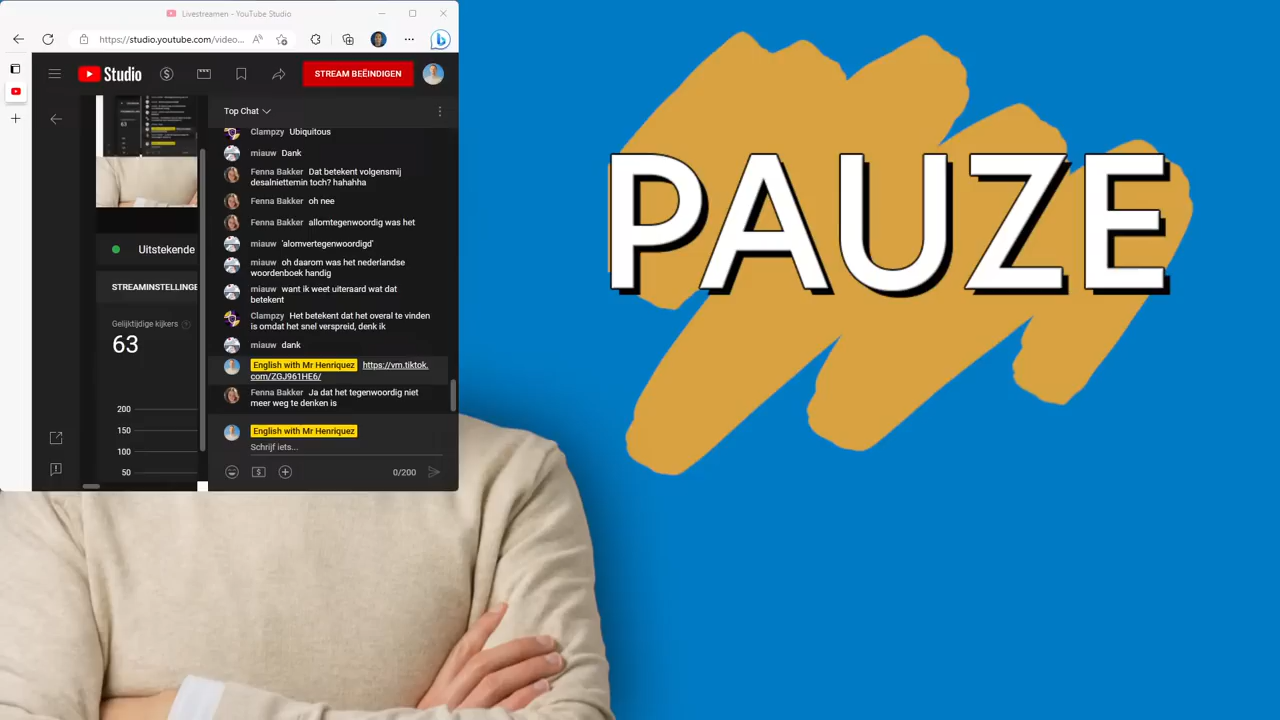 Livestreamen - YouTube Studio
https://studio.youtube.com/video...
Studio
STREAM BEËINDIGEN
Top Chat
Clampzy Ubiquitous
miauw Dank
Fenna Bakker Dat betekent volgensmij
desalniettemin toch? hahahha
Fenna Bakker oh nee
Fenna Bakker allomtegenwoordig was het
miauw 'alomvertegenwoordigd'
miauw oh daarom was het nederlandse
woordenboek handig
miauw want ik weet uiteraard wat dat
betekent
Clampzy Het betekent dat het overal te vinden
is omdat het snel verspreid, denk ik
miauw dank
English with Mr Henriquez https://vm.tiktok.
com/ZGJ961HE6/
Fenna Bakker Ja dat het tegenwoordig niet
meer weg te denken is
English with Mr Henriquez
Schrijf iets...
0/200
Uitstekende
STREAMINSTELLINGE
Gelijktijdige kijkers
63
200
150
100
50
PAUZE